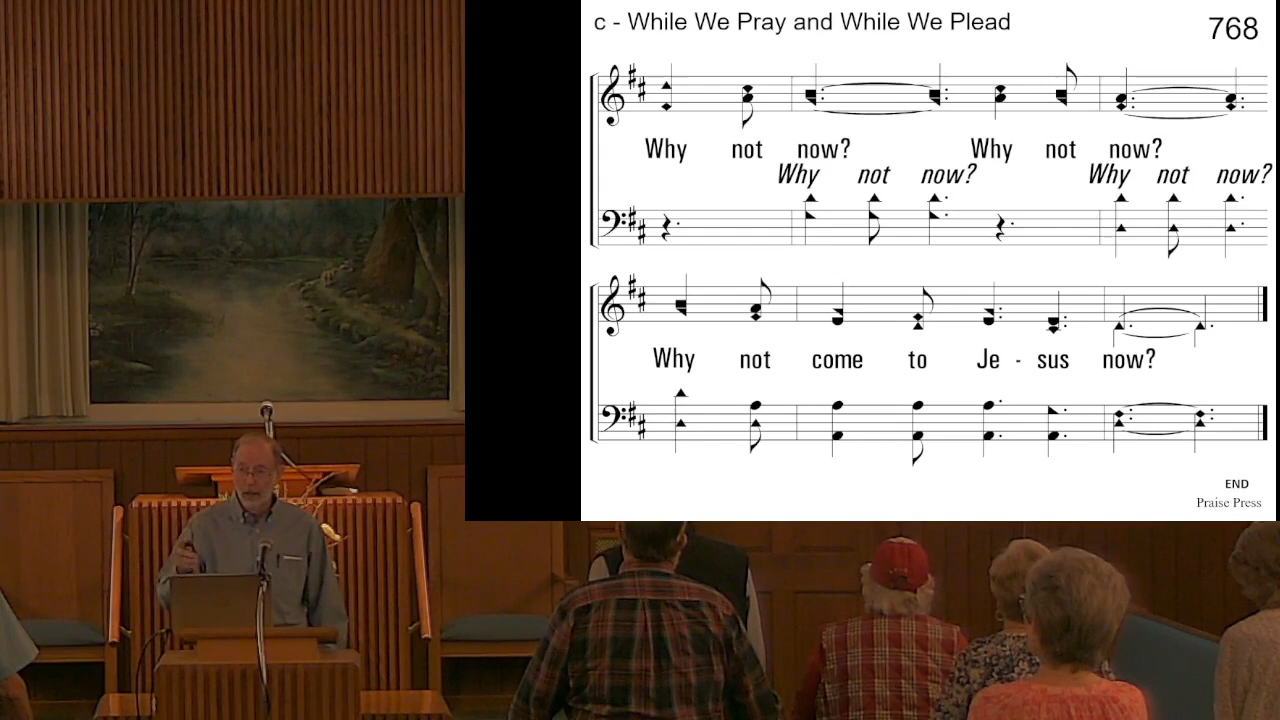 c - While We Pray and While We Plead
768
Why not now? Why not now?
Why not now? Why not now?
Why not come to Je - sus now?
END
Praise Press